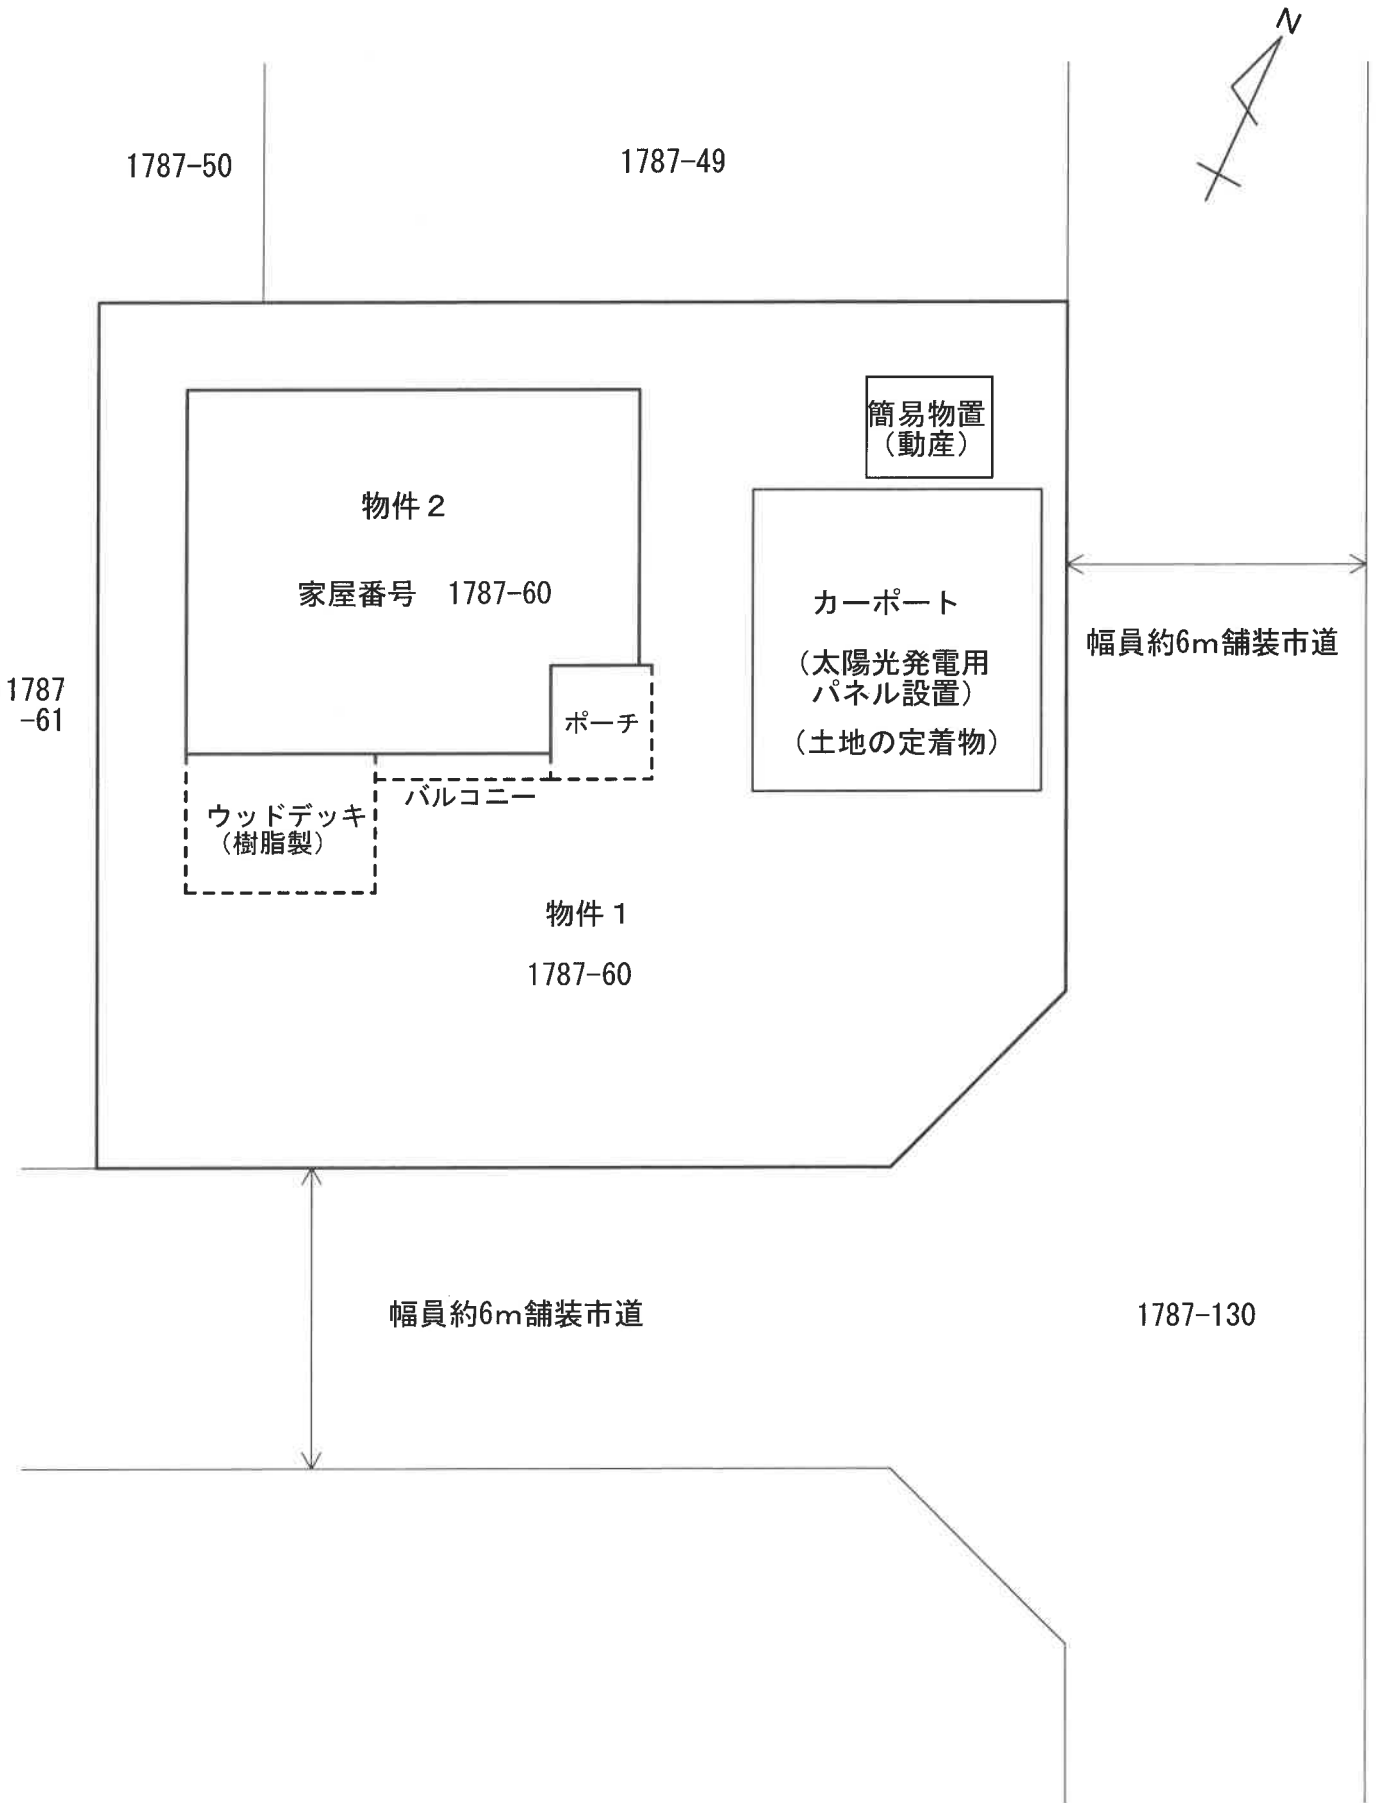 N
1787-50
1787-49
簡易物置
（動産）
物件２
家屋番号　1787-60
カーポート
（太陽光発電用
パネル設置）
（土地の定着物）
幅員約6ｍ舗装市道
1787
-61
ポーチ
バルコニー
ウッドデッキ
（樹脂製）
物件１
1787-60
幅員約6ｍ舗装市道
1787-130